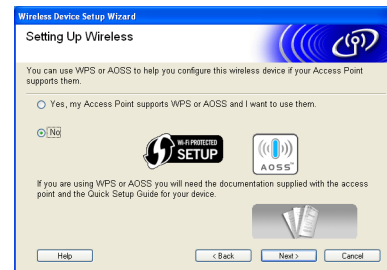 Wireless Device Setup Wizard
Setting Up Wireless
You can use WPS or AOSS to help you configure this wireless device if your Access Point
supports them.
Yes, my Access Point supports WPS or AOSS and I want to use them.
No
WI-FI PROTECTED
SETUP
AOSS
If you are using WPS or AOSS you will need the documentation supplied with the access
point and the Quick Setup Guide for your device.
Help
< Back
Next >
Cancel